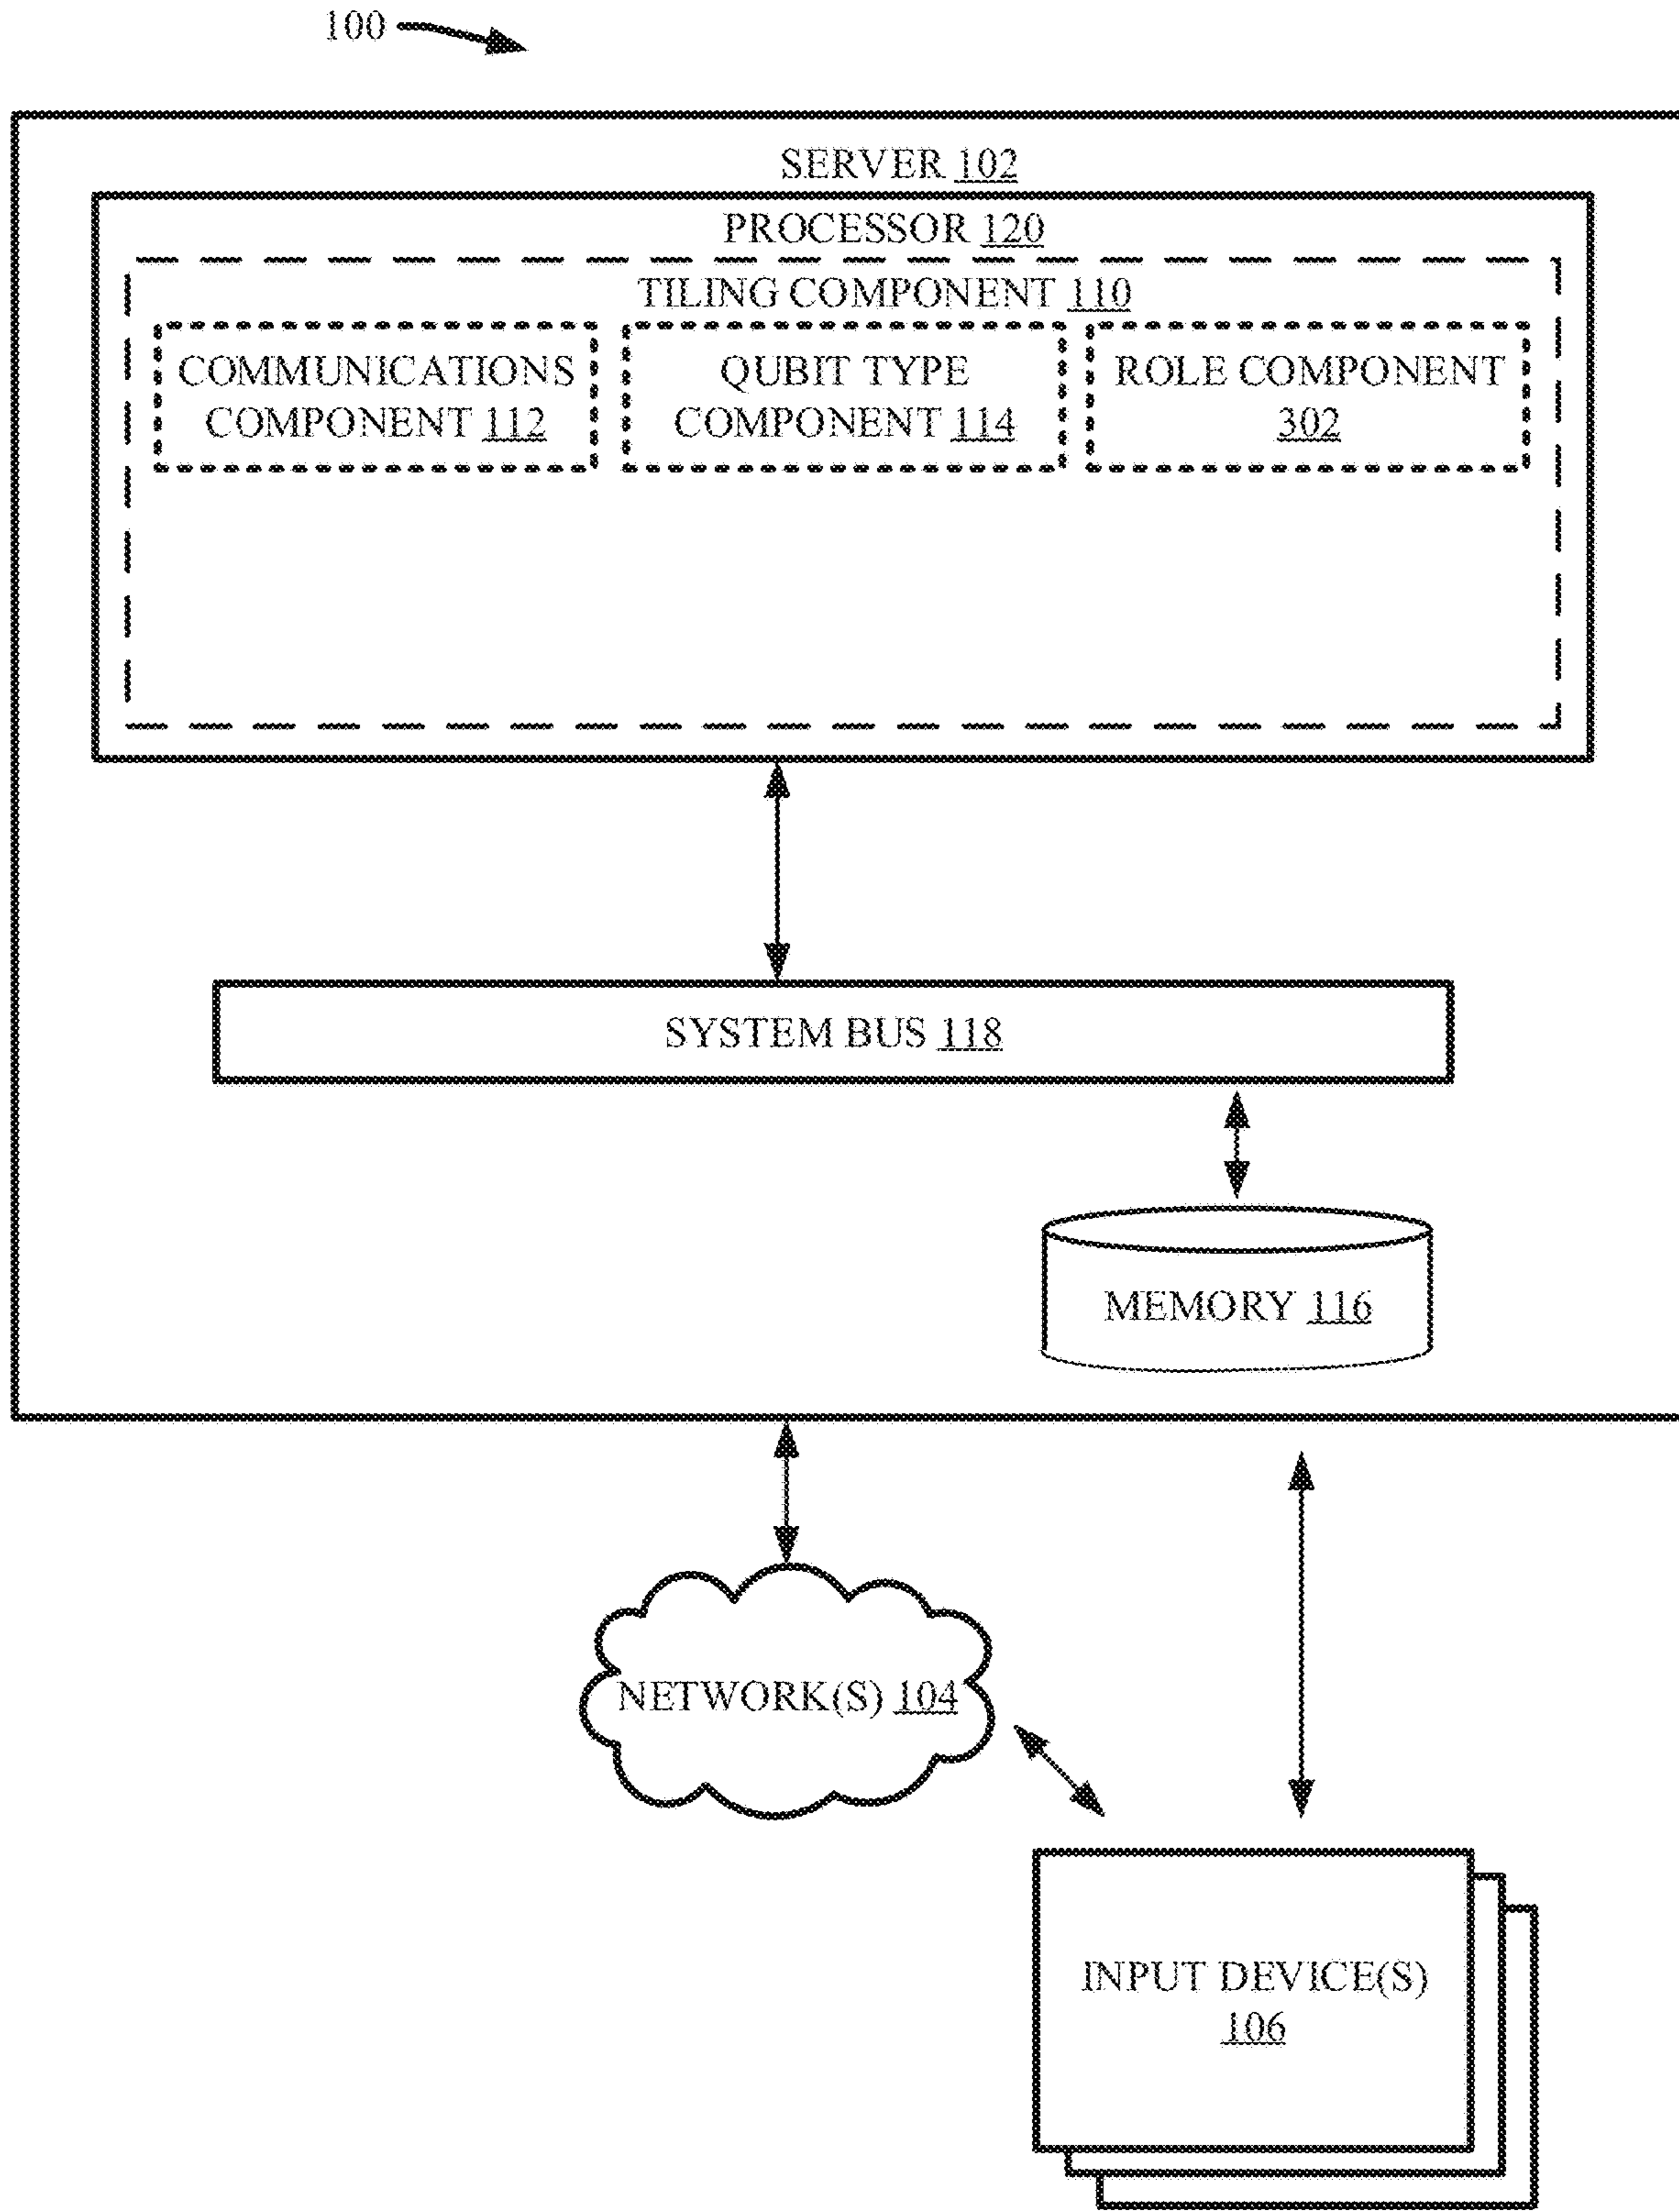 100
SERVER 102
PROCESSOR 120
TILING COMPONENT 110
COMMUNICATIONS
COMPONENT 112
QUBIT TYPE
COMPONENT 114
ROLE COMPONENT
302
SYSTEM BUS 118
MEMORY 116
NETWORK(S) 104
INPUT DEVICE(S)
106